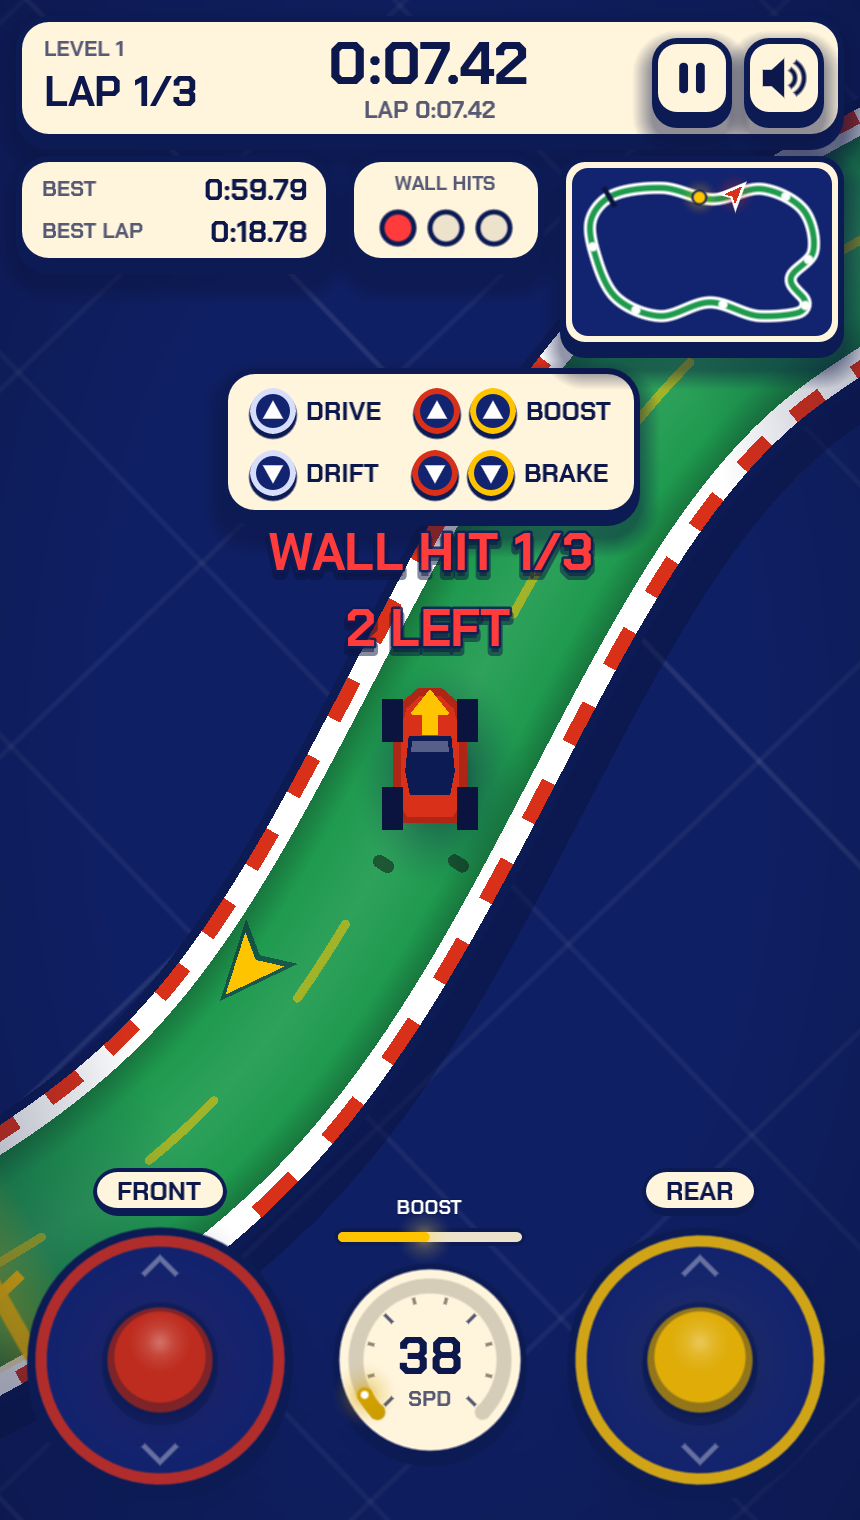 LEVEL 1
LAP 1/3
0:07.42
LAP 0:07.42
BEST 0:59.79
BEST LAP 0:18.78
WALL HITS
DRIVE BOOST
DRIFT BRAKE
WALL HIT 1/3
2 LEFT
FRONT
BOOST
REAR
38
SPD